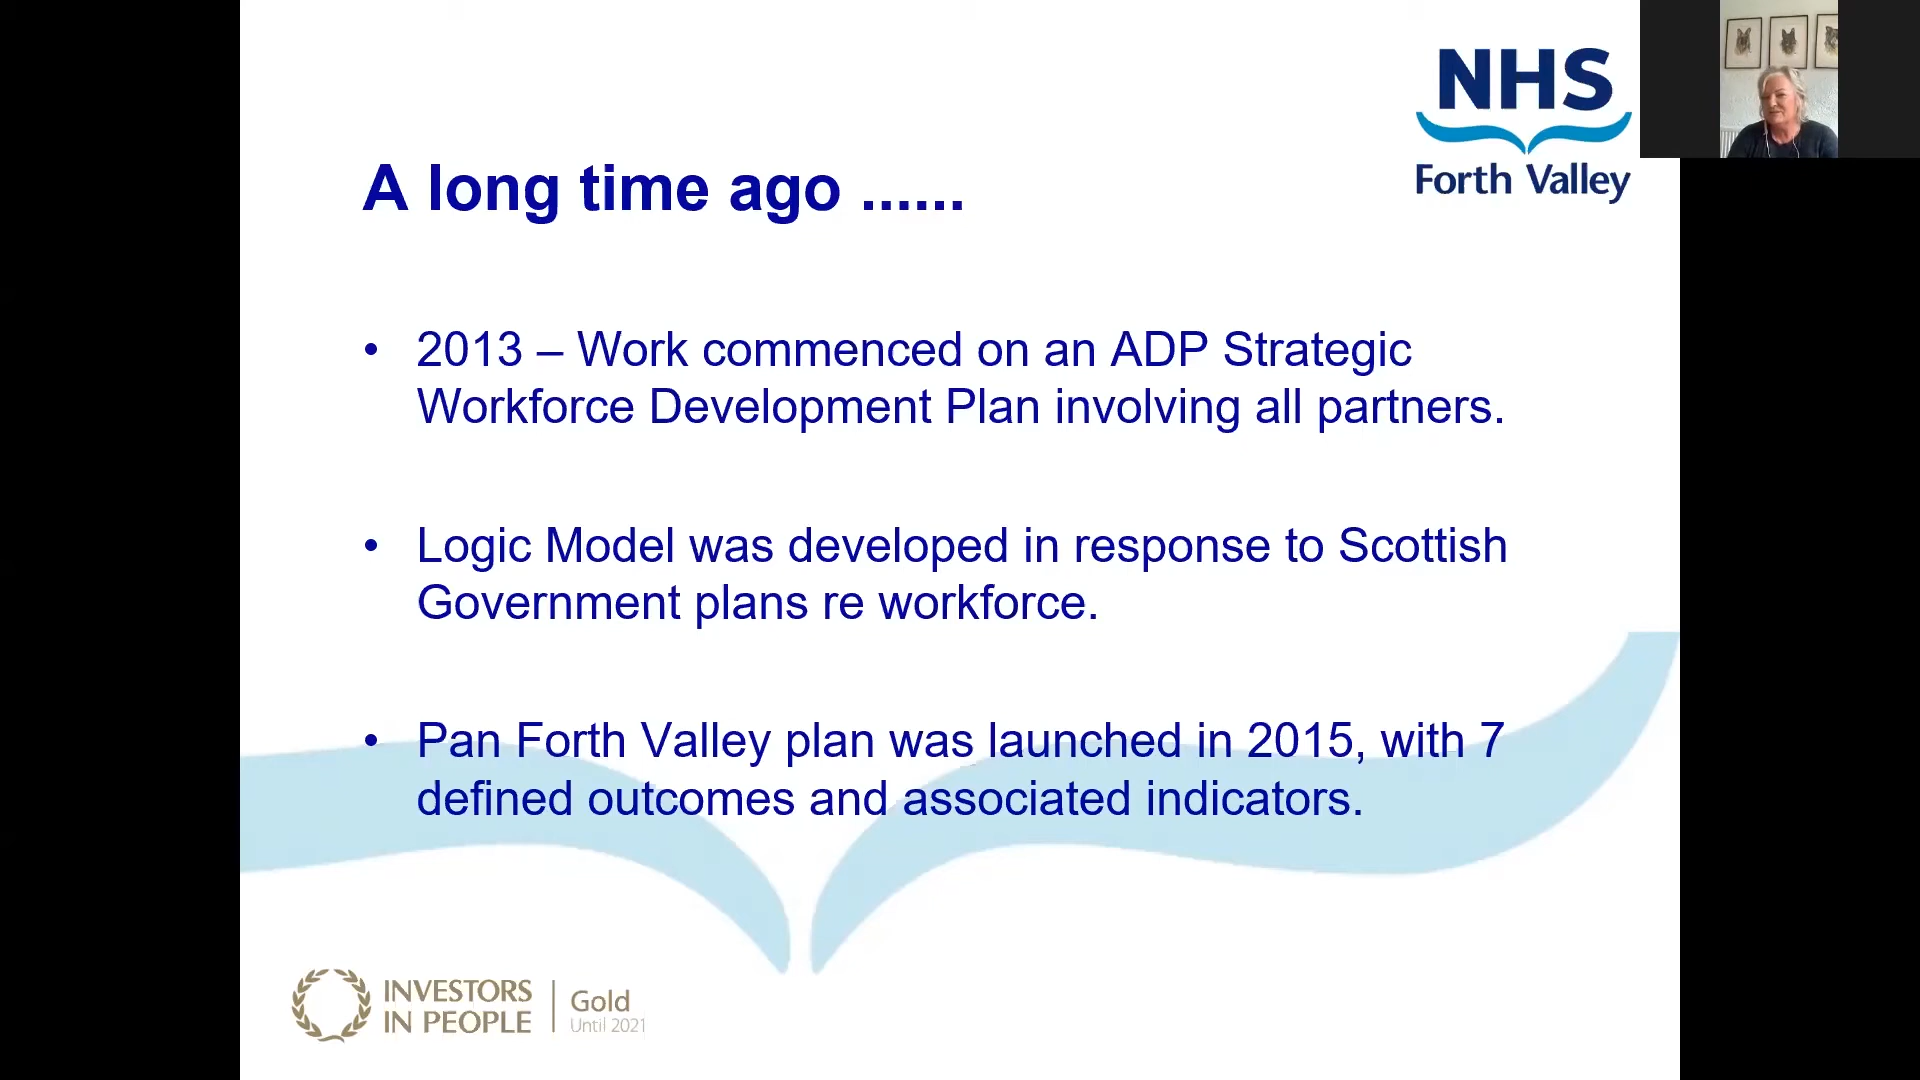 NHS
Forth Valley
A long time ago ......
• 2013 – Work commenced on an ADP Strategic
Workforce Development Plan involving all partners.
• Logic Model was developed in response to Scottish
Government plans re workforce.
• Pan Forth Valley plan was launched in 2015, with 7
defined outcomes and associated indicators.
INVESTORS
IN PEOPLE
Gold
Until 2021